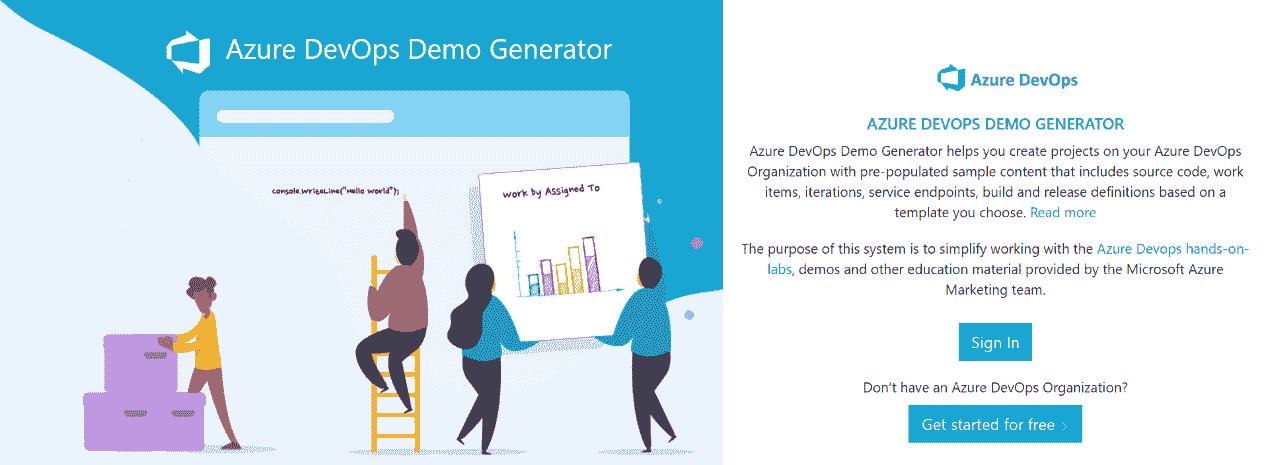 Azure DevOps Demo Generator
console.WriteLine("Hello World");
Work by Assigned To
Azure DevOps
AZURE DEVOPS DEMO GENERATOR
Azure DevOps Demo Generator helps you create projects on your Azure DevOps
Organization with pre-populated sample content that includes source code, work
items, iterations, service endpoints, build and release definitions based on a
template you choose. Read more
The purpose of this system is to simplify working with the Azure Devops hands-on-
labs, demos and other education material provided by the Microsoft Azure
Marketing team.
Sign In
Don't have an Azure DevOps Organization?
Get started for free >